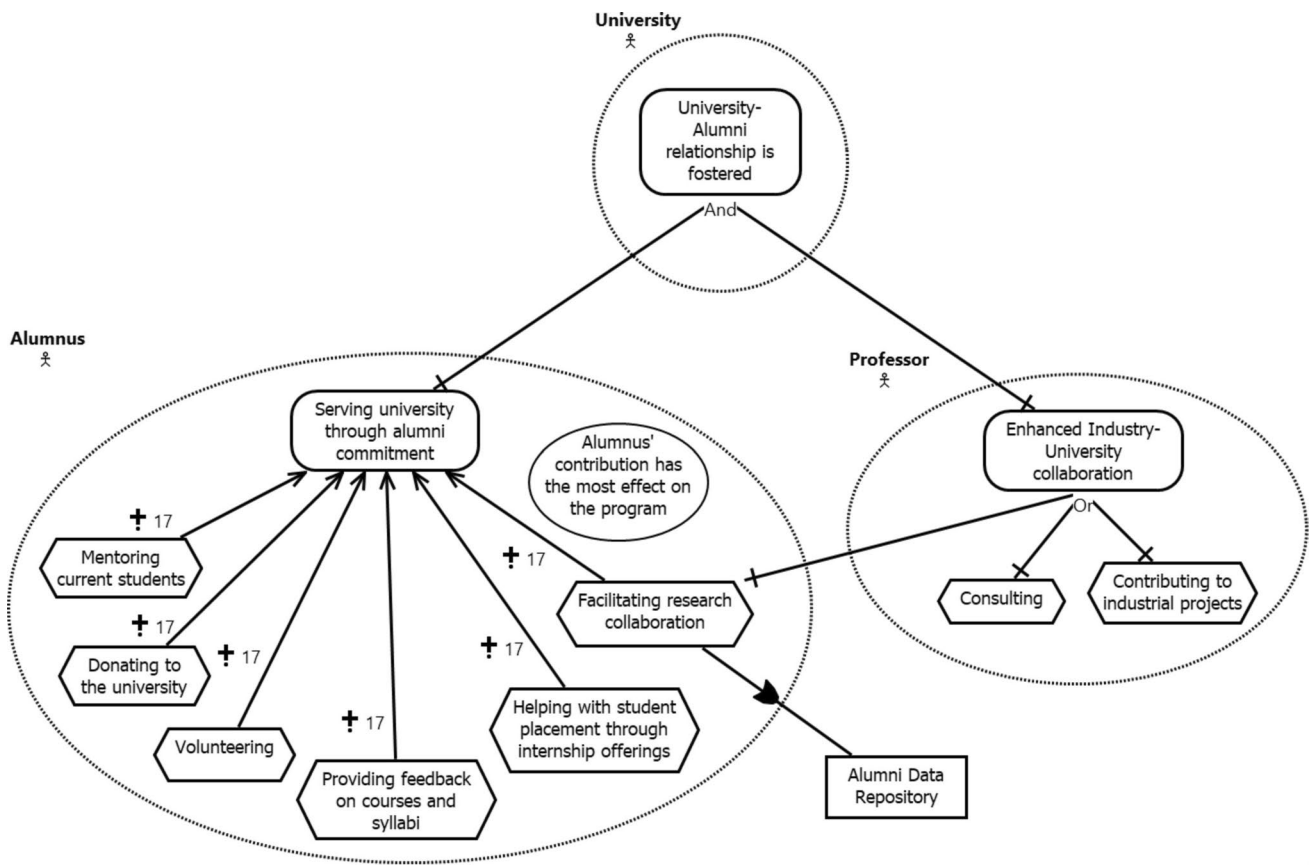 University
University-
Alumni
relationship is
fostered
And
Alumnus
Professor
Serving university
through alumni
commitment
Alumnus'
contribution has
the most effect on
the program
Enhanced Industry-
University
collaboration
Or
17
Mentoring
current students
17
Facilitating research
collaboration
Consulting
Contributing to
industrial projects
17
Donating to
the university
17
Volunteering
17
Helping with student
placement through
internship offerings
17
Providing feedback
on courses and
syllabi
Alumni Data
Repository